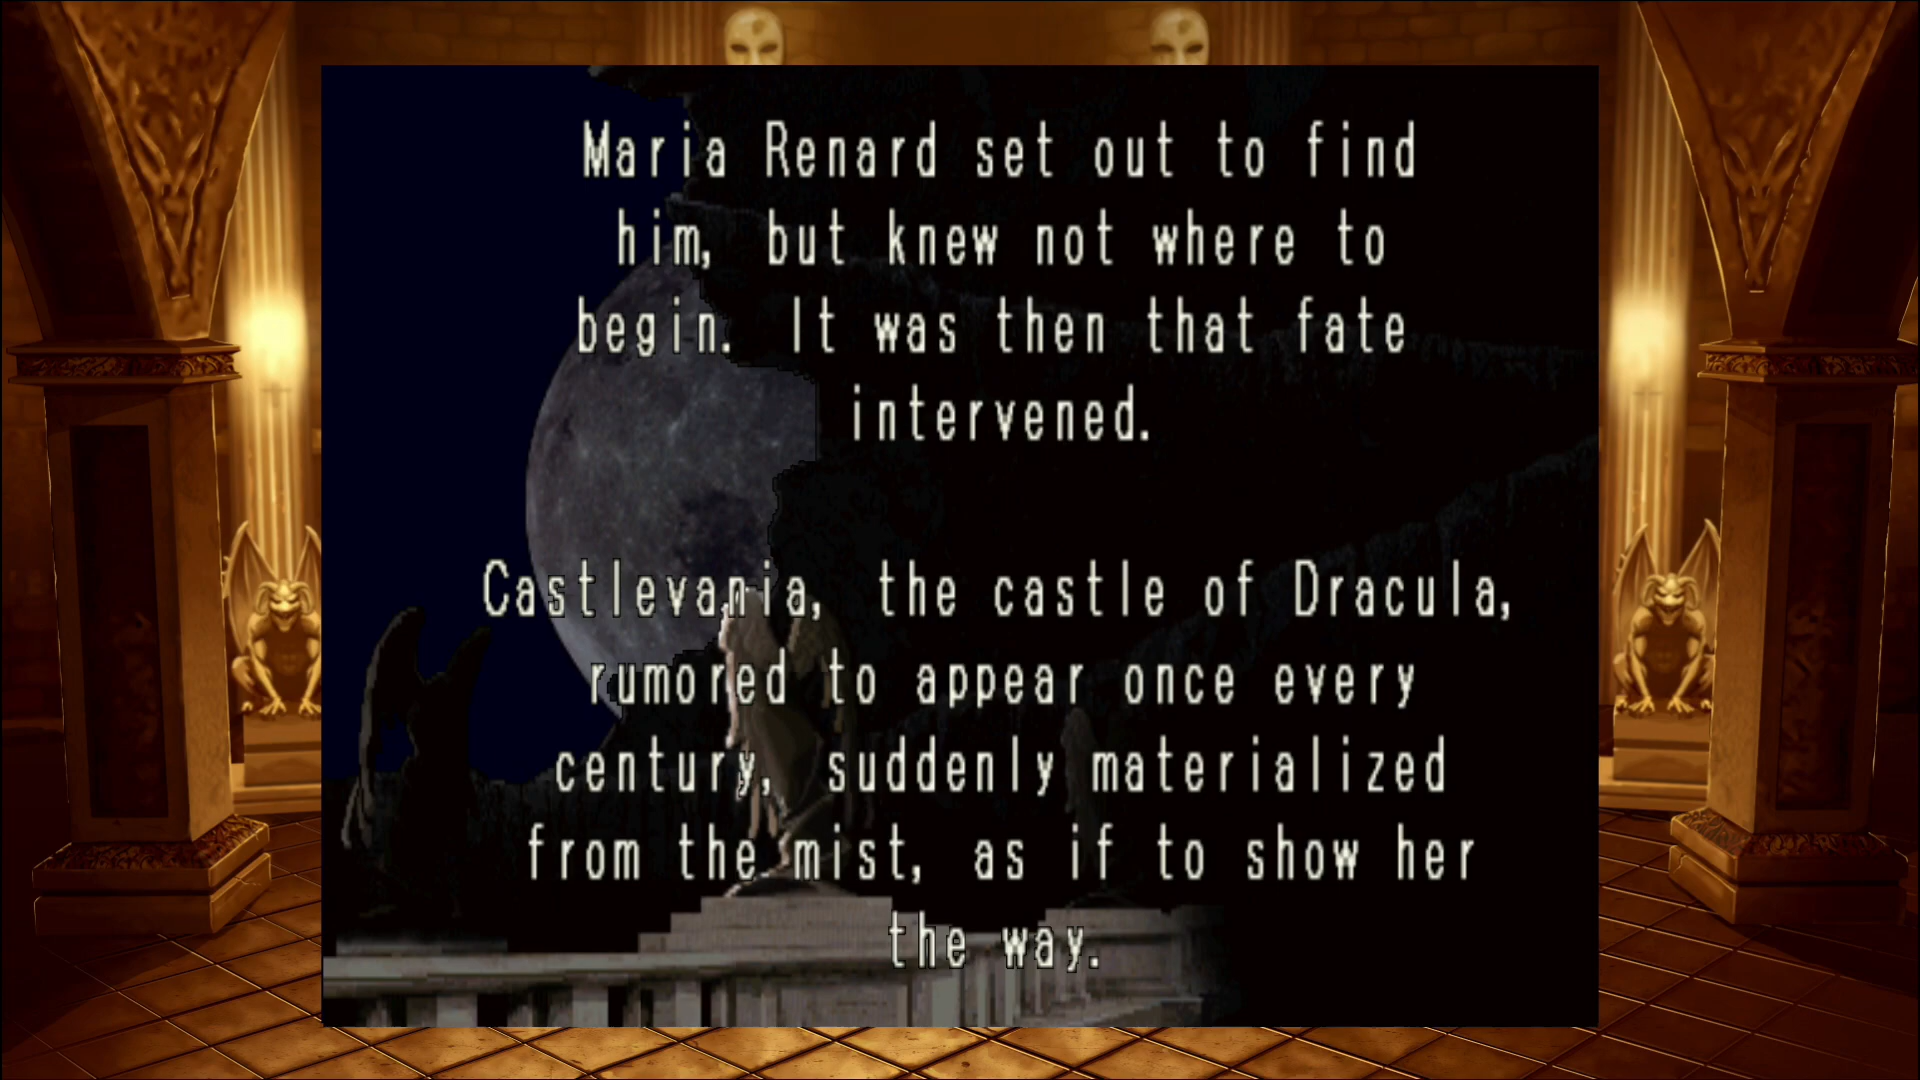 Maria Renard set out to find
him, but knew not where to
begin. It was then that fate
intervened.
Castlevania, the castle of Dracula,
rumored to appear once every
century, suddenly materialized
from the mist, as if to show her
the way.